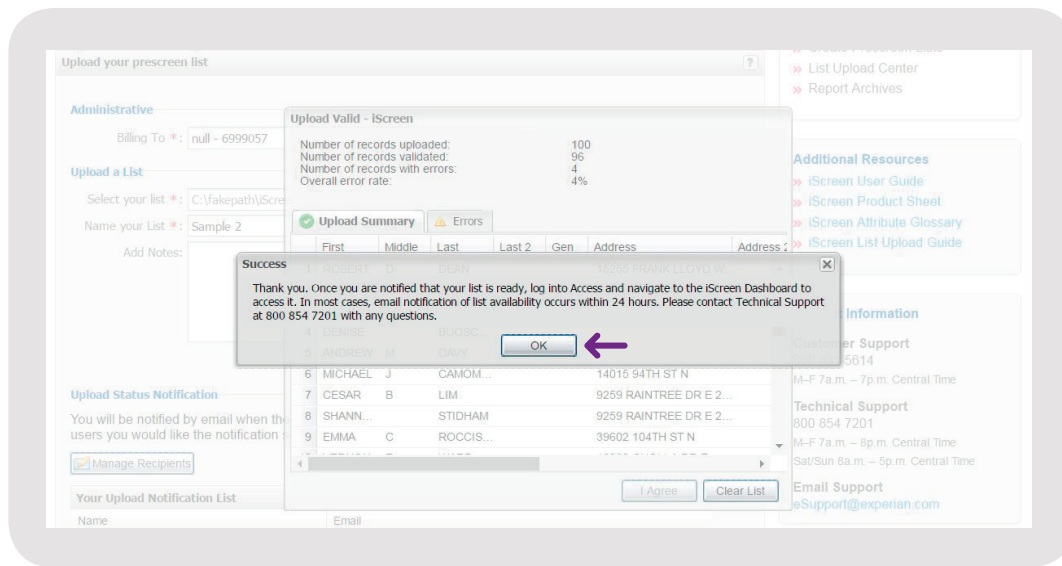 Upload your prescreen list
?
Administrative
Billing To *: null - 6999057
Upload a List
Select your list *: C:\fakepath\iScre
Name your List *: Sample 2
Add Notes:
Upload Status Notification
You will be notified by email when the
users you would like the notification
Manage Recipients
Your Upload Notification List
Name
Email
Upload Valid - iScreen
Number of records uploaded: 100
Number of records validated: 96
Number of records with errors: 4
Overall error rate: 4%
Upload Summary
Errors
First Middle Last Last 2 Gen Address Address 2
1 ROBERT D DEAN 15255 FRANK LLOYD W...
Success
Thank you. Once you are notified that your list is ready, log into Access and navigate to the iScreen Dashboard to
access it. In most cases, email notification of list availability occurs within 24 hours. Please contact Technical Support
at 800 854 7201 with any questions.
OK
4 DENISE
5 ANDREW M DAVY
6 MICHAEL J CAMOM... 14015 94TH ST N
7 CESAR B LIM 9259 RAINTREE DR E 2...
8 SHANN... STIDHAM 9259 RAINTREE DR E 2...
9 EMMA C ROCCIS... 39602 104TH ST N
I Agree
Clear List
» List Upload Center
» Report Archives
Additional Resources
» iScreen User Guide
» iScreen Product Sheet
» iScreen Attribute Glossary
» iScreen List Upload Guide
Information
Customer Support
5614
M–F 7a.m. – 7p.m. Central Time
Technical Support
800 854 7201
M–F 7a.m. – 8p.m. Central Time
Sat/Sun 8a.m. – 5p.m. Central Time
Email Support
eSupport@experian.com